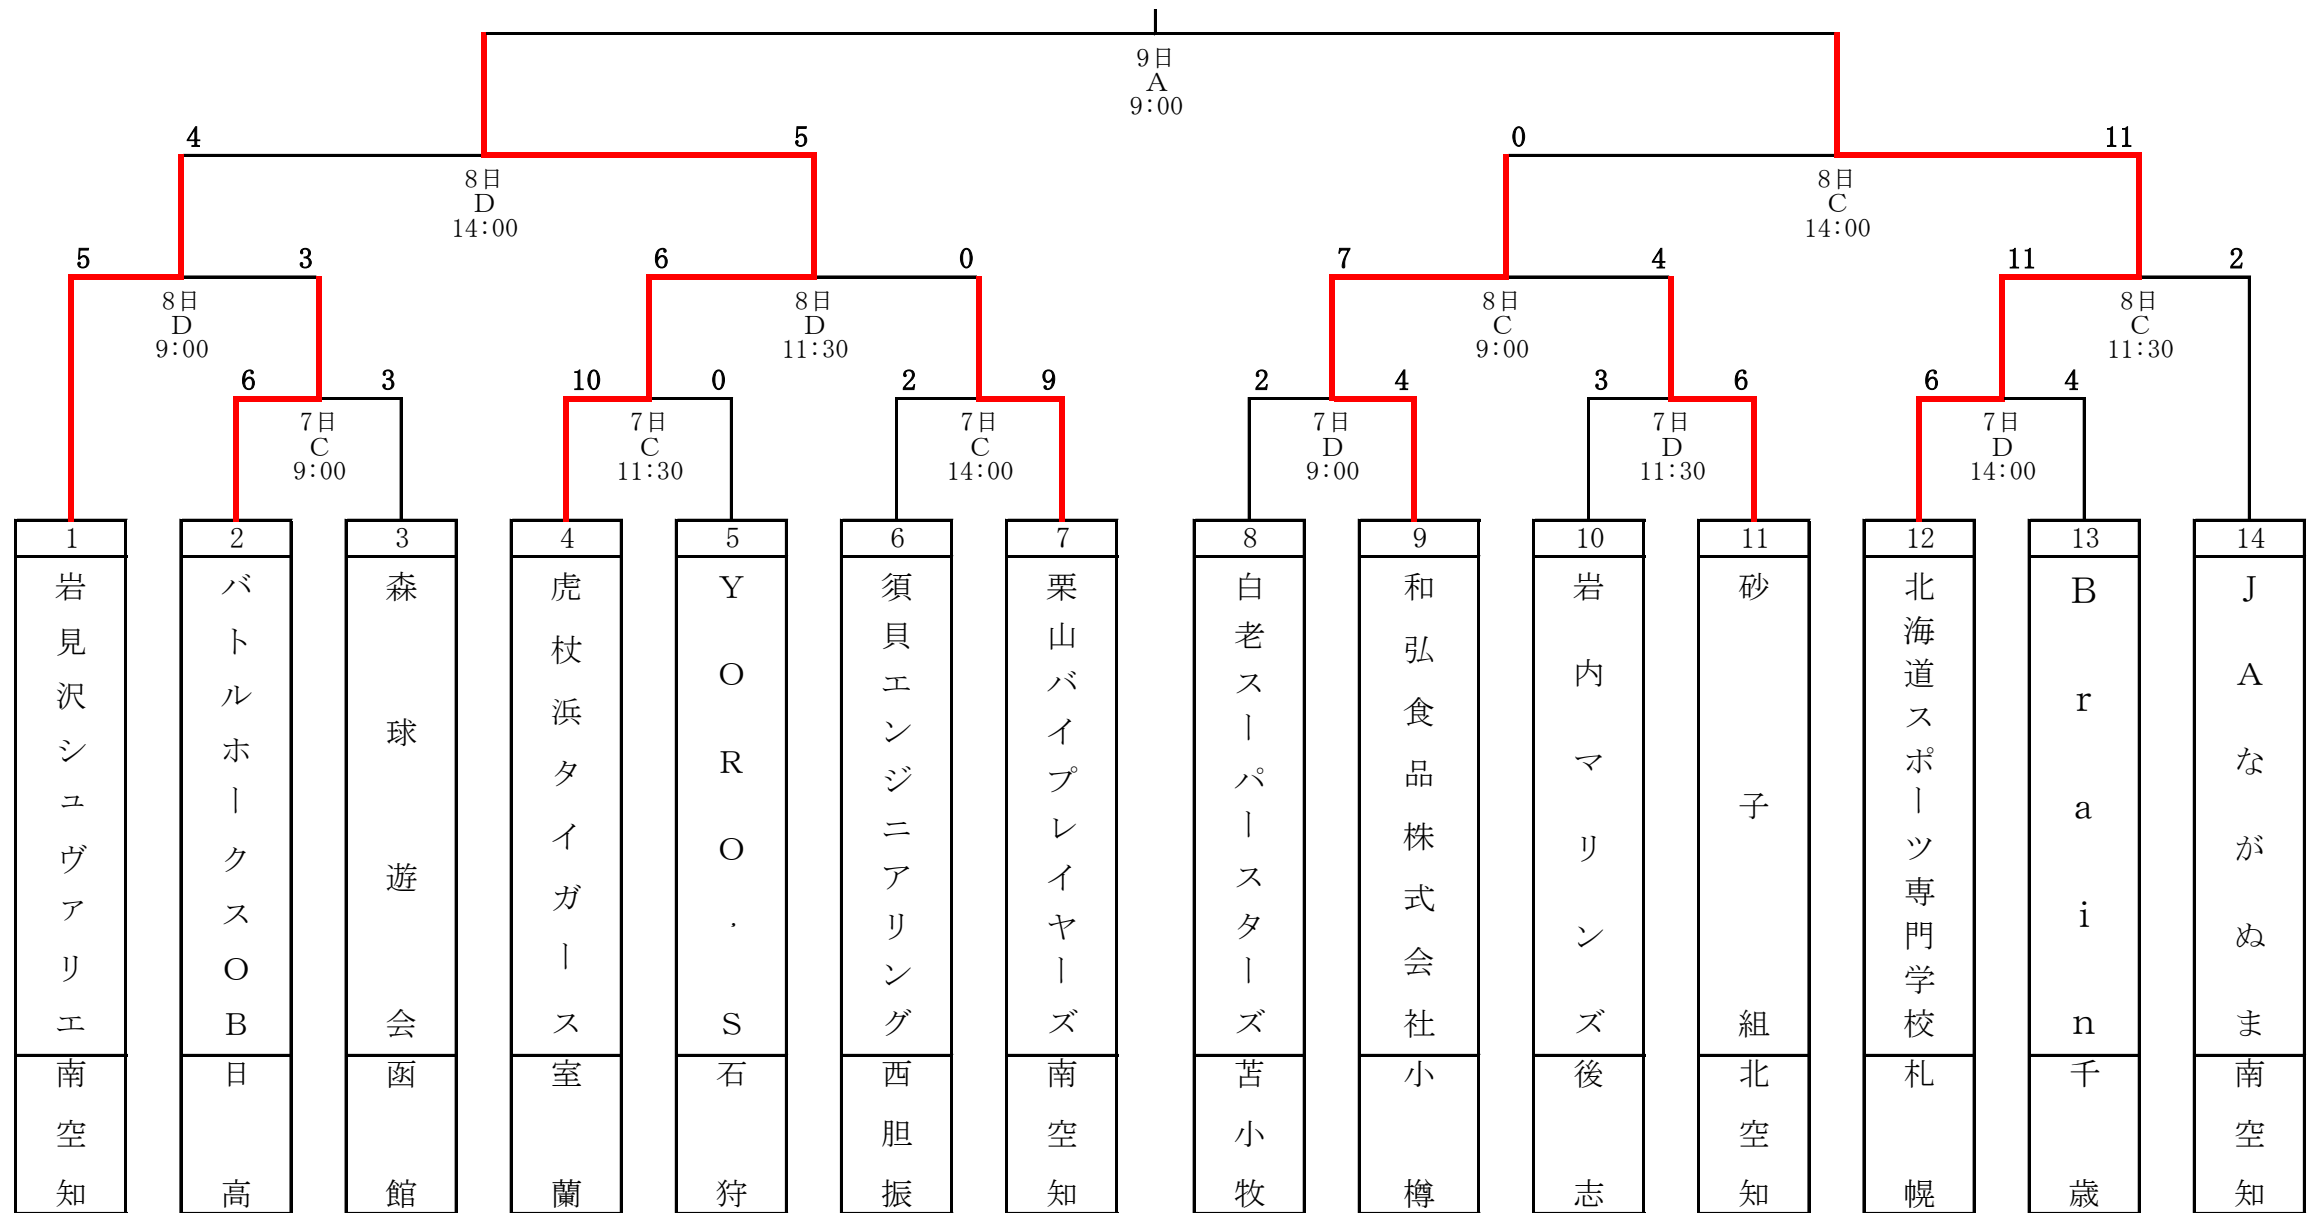 9日
A
9:00
4
5
0
11
8日
D
14:00
8日
C
14:00
5
3
6
0
7
4
11
2
8日
D
9:00
8日
D
11:30
8日
C
9:00
8日
C
11:30
6
3
10
0
2
9
2
4
3
6
6
4
7日
C
9:00
7日
C
11:30
7日
C
14:00
7日
D
9:00
7日
D
11:30
7日
D
14:00
1
岩見沢シュヴァリエ
南空知
2
バトルホークスOB
日高
3
森球遊会
函館
4
虎杖浜タイガース
室蘭
5
YORO,S
石狩
6
須貝エンジニアリング
西胆振
7
栗山バイプレイヤーズ
南空知
8
白老スーパースターズ
苫小牧
9
和弘食品株式会社
小樽
10
岩内マリンズ
後志
11
砂子組
北空知
12
北海道スポーツ専門学校
札幌
13
Brain
千歳
14
JAながぬま
南空知